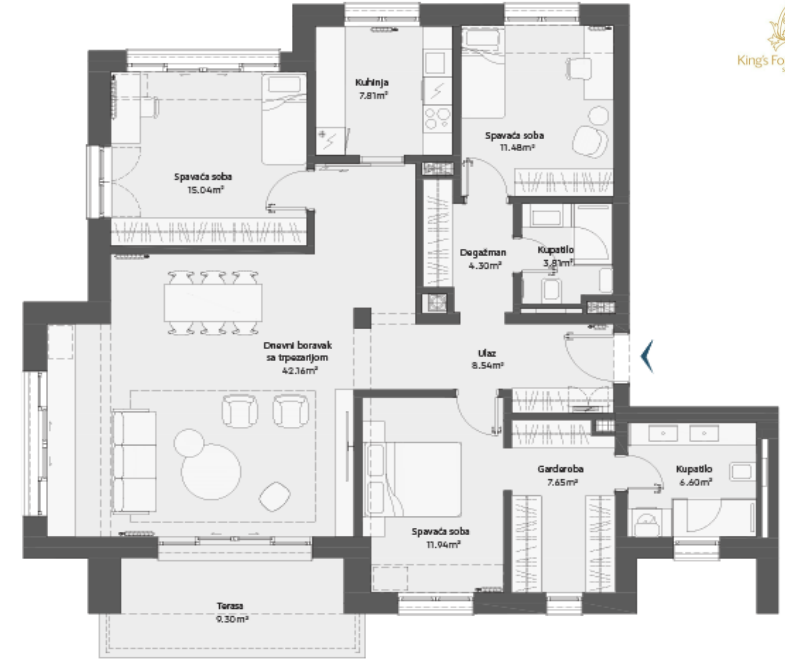 King's Fo
Kuhinja
7.81m²
Spavaća soba
11.48m²
Spavaća soba
15.04m²
Degažman
4.30m²
Kupatilo
3.81m²
Dnevni boravak
sa trpezarijom
42.16m²
Ulaz
8.54m²
Garderoba
7.65m²
Kupatilo
6.60m²
Spavaća soba
11.94m²
Terasa
9.30m²